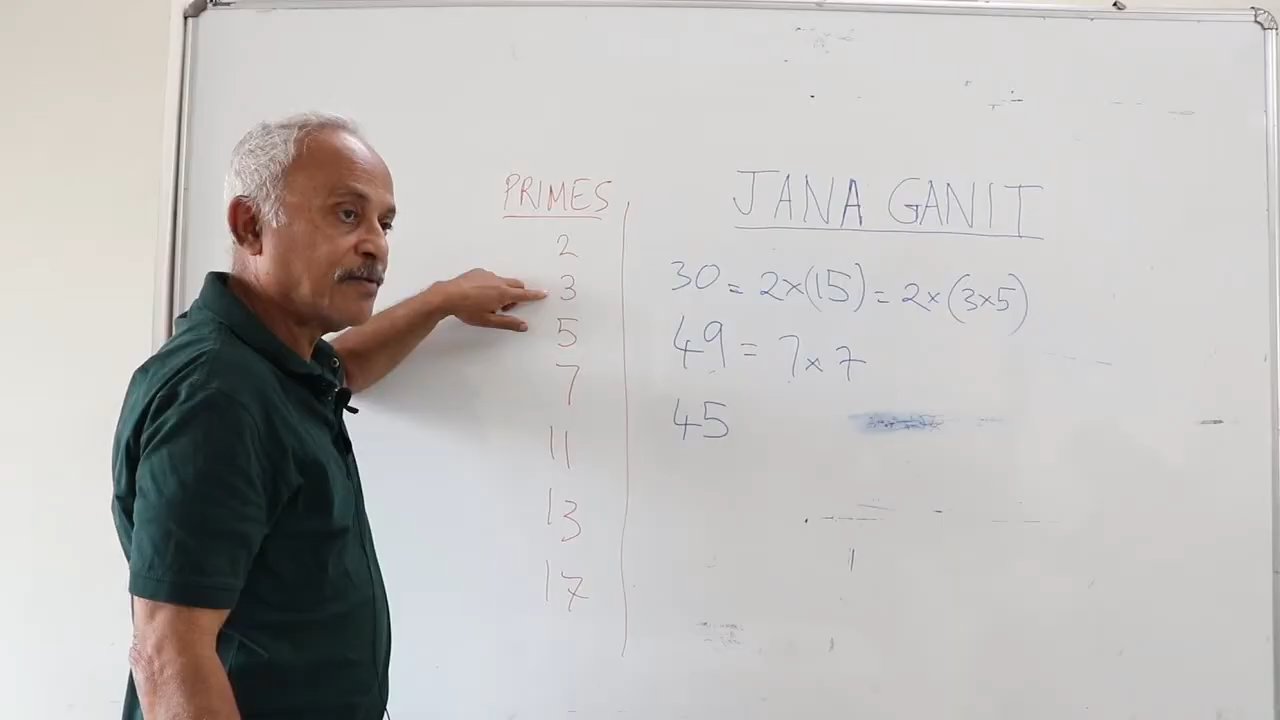 PRIMES
2
3
5
7
11
13
17
JANA GANIT
30 = 2×(15) = 2×(3×5)
49 = 7×7
45